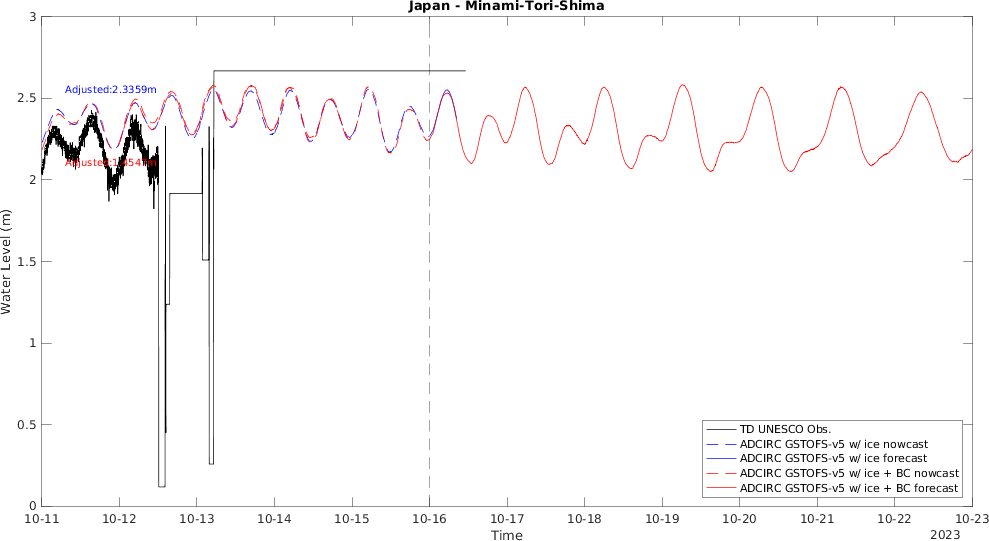 Japan - Minami-Tori-Shima
3
2.5
2
1.5
1
0.5
0
Water Level (m)
Adjusted:2.3359m
10-11 10-12 10-13 10-14 10-15 10-16 10-17 10-18 10-19 10-20 10-21 10-22 10-23
Time
2023
TD UNESCO Obs.
ADCIRC GSTOFS-v5 w/ ice nowcast
ADCIRC GSTOFS-v5 w/ ice forecast
ADCIRC GSTOFS-v5 w/ ice + BC nowcast
ADCIRC GSTOFS-v5 w/ ice + BC forecast